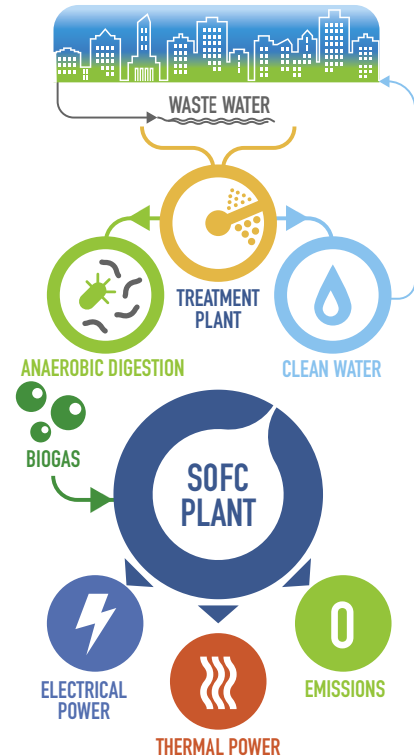 WASTE WATER
TREATMENT
PLANT
ANAEROBIC DIGESTION
CLEAN WATER
BIOGAS
SOFC
PLANT
ELECTRICAL
POWER
0
EMISSIONS
THERMAL POWER